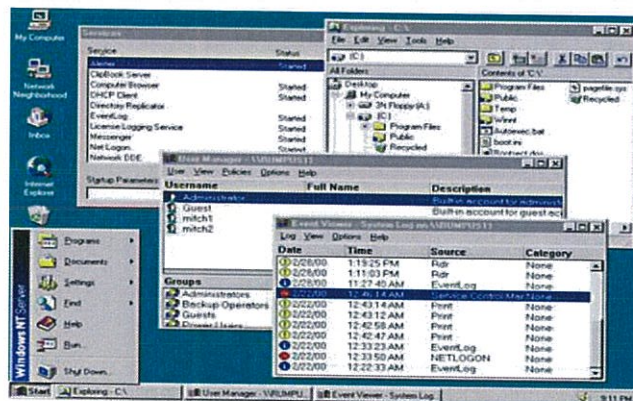 My Computer
Network Neighborhood
Inbox
Internet Explorer
Services
Service Status
Alerter Started
ClipBook Server
Computer Browser Started
DHCP Client Started
Directory Replicator
EventLog Started
License Logging Service Started
Messenger Started
Net Logon Started
Network DDE
Startup Parameters
Exploring - C:\
File Edit View Tools Help
(C:)
All Folders
Contents of 'C:\'
Desktop
My Computer
3½ Floppy (A:)
(C:)
Program Files
Public
Recycled
Program Files
Public
Temp
Winnt
Autoexec.bat
boot.ini
Bootsect.dos
pagefile.sys
Recycled
User Manager - \\RUMPUS11
User View Policies Options Help
Username Full Name Description
Administrator Built-in account for administ
Guest Built-in account for guest acc
mitch1
mitch2
Groups
Administrators
Backup Operators
Guests
Power Users
Event Viewer - System Log on \\RUMPUS11
Log View Options Help
Date Time Source Category
2/28/00 1:19:25 PM Rdr None
2/28/00 1:11:03 PM Rdr None
2/28/00 11:27:40 AM EventLog None
2/22/00 12:46:14 AM Service Control Mar None
2/22/00 12:43:14 AM Print None
2/22/00 12:43:12 AM Print None
2/22/00 12:42:58 AM Print None
2/22/00 12:42:47 AM Print None
2/22/00 12:33:23 AM EventLog None
2/22/00 12:33:50 AM NETLOGON None
2/22/00 12:22:33 AM EventLog None
Windows NT Server
Programs
Documents
Settings
Find
Help
Run...
Shut Down...
Start
Exploring - C:\
User Manager - \\RUMPU...
Event Viewer - System Log...
9:11 PM